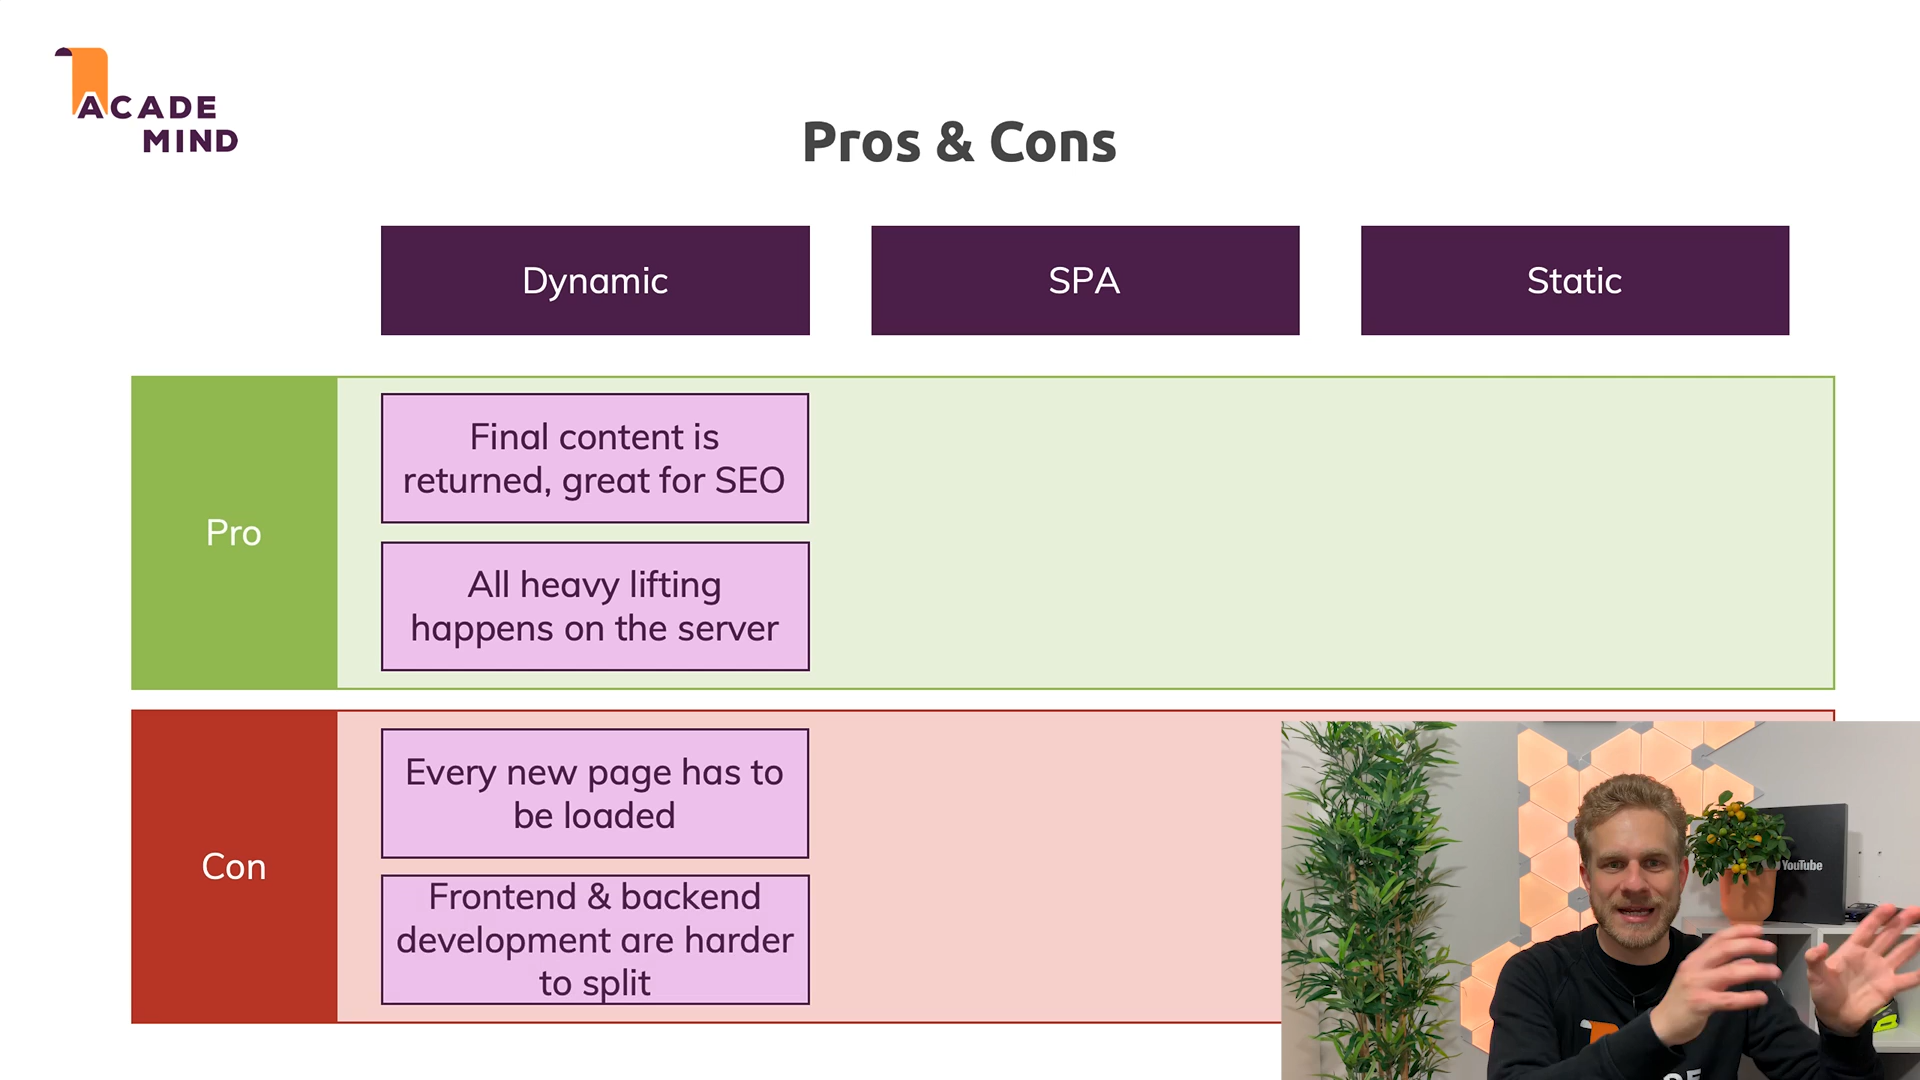 ACADE
MIND
Pros & Cons
Dynamic
SPA
Static
Pro
Final content is
returned, great for SEO
All heavy lifting
happens on the server
Con
Every new page has to
be loaded
Frontend & backend
development are harder
to split
YouTube